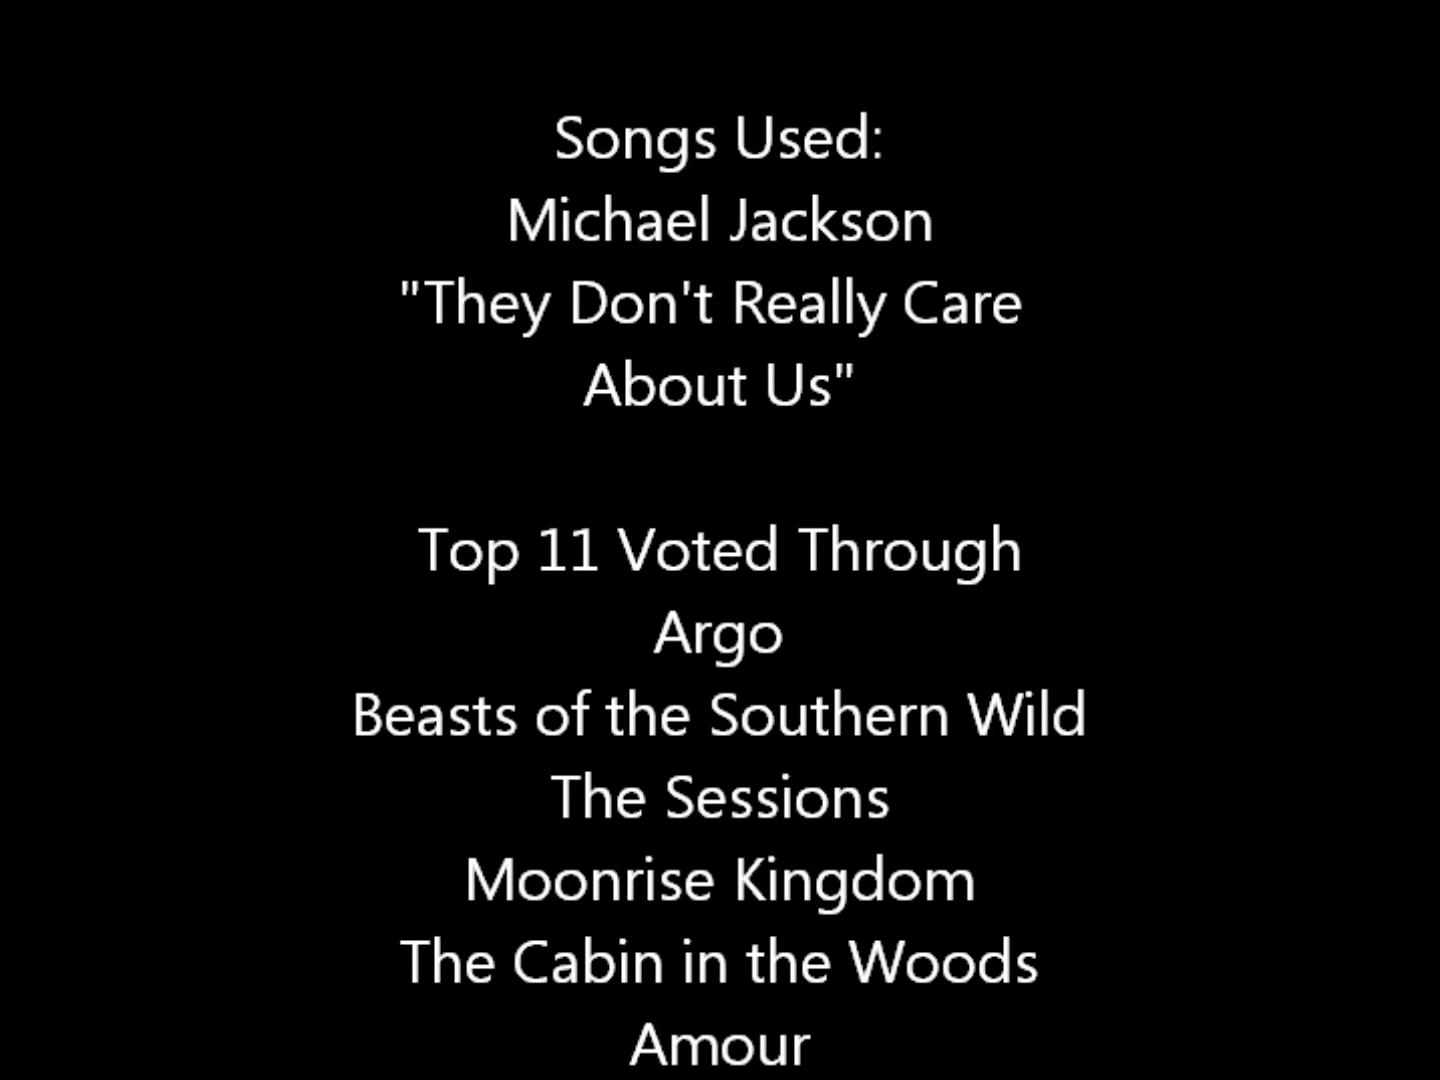 Songs Used:
Michael Jackson
"They Don't Really Care
About Us"
Top 11 Voted Through
Argo
Beasts of the Southern Wild
The Sessions
Moonrise Kingdom
The Cabin in the Woods
Amour